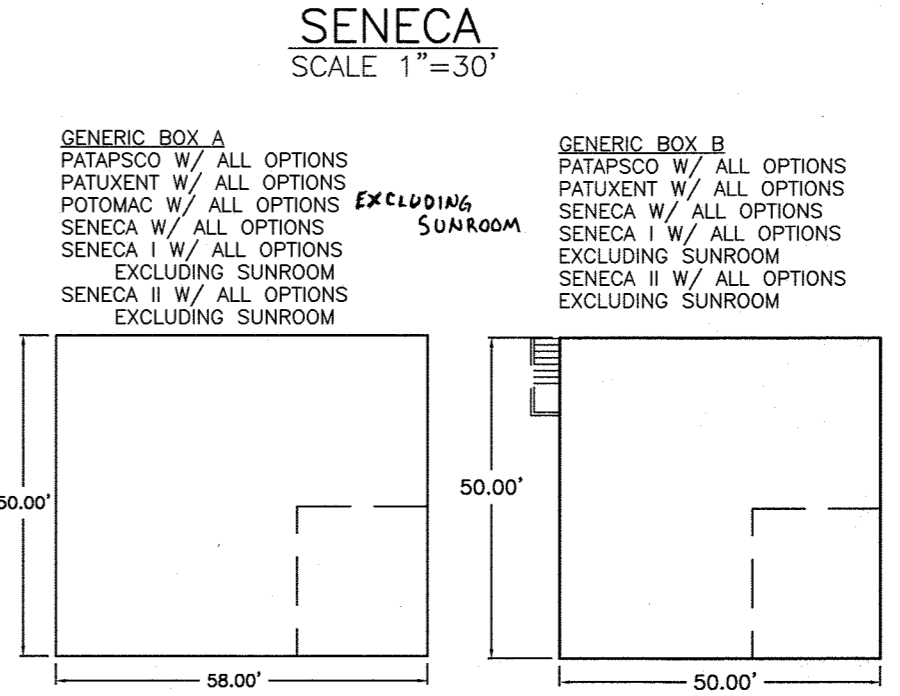 SENECA
SCALE 1"=30'
GENERIC BOX A
PATAPSCO W/ ALL OPTIONS
PATUXENT W/ ALL OPTIONS
POTOMAC W/ ALL OPTIONS EXCLUDING
SUNROOM
SENECA W/ ALL OPTIONS
SENECA I W/ ALL OPTIONS
EXCLUDING SUNROOM
SENECA II W/ ALL OPTIONS
EXCLUDING SUNROOM
50.00'
58.00'
GENERIC BOX B
PATAPSCO W/ ALL OPTIONS
PATUXENT W/ ALL OPTIONS
SENECA W/ ALL OPTIONS
SENECA I W/ ALL OPTIONS
EXCLUDING SUNROOM
SENECA II W/ ALL OPTIONS
EXCLUDING SUNROOM
50.00'
50.00'